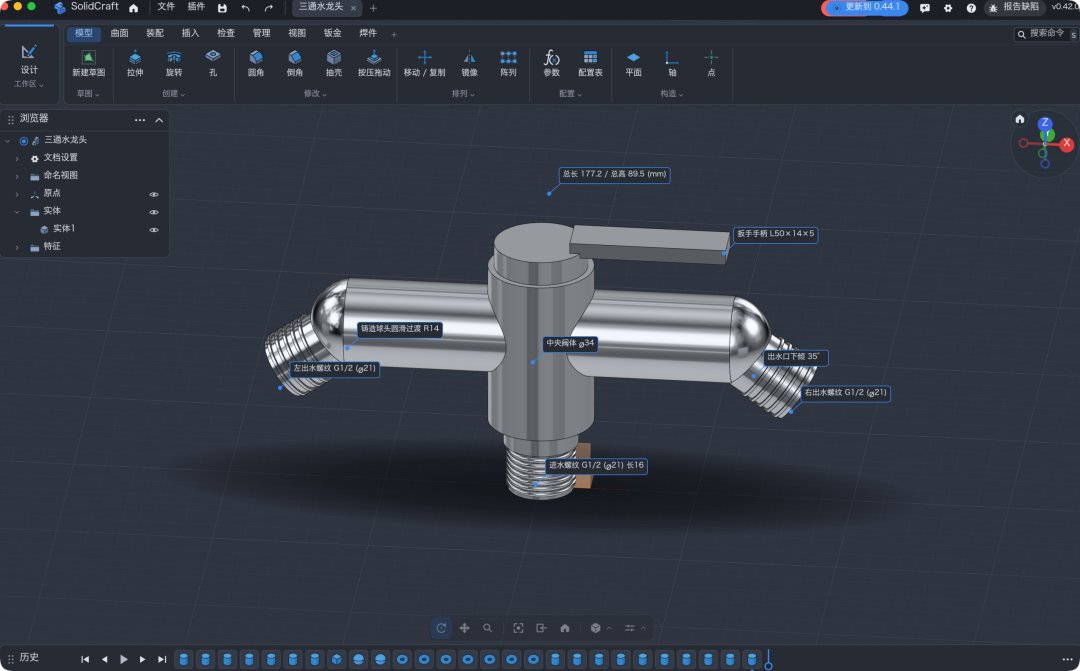 SolidCraft 文件 插件 三通水龙头 更新到 0.44.1 报告缺陷 v0.42.0
模型 曲面 装配 插入 检查 管理 视图 钣金 焊件 搜索命令 S
设计
工作区
新建草图 拉伸 旋转 孔 圆角 倒角 抽壳 按压拖动 移动 / 复制 镜像 阵列 参数 配置表 平面 轴 点
草图 创建 修改 排列 配置 构造
浏览器
三通水龙头
文档设置
命名视图
原点
实体
实体1
特征
Z
Y
X
总长 177.2 / 总高 89.5 (mm)
扳手手柄 L50×14×5
铸造球头圆滑过渡 R14
中央阀体 ⌀34
出水口下倾 35°
左出水螺纹 G1/2 (⌀21)
右出水螺纹 G1/2 (⌀21)
进水螺纹 G1/2 (⌀21) 长16
历史